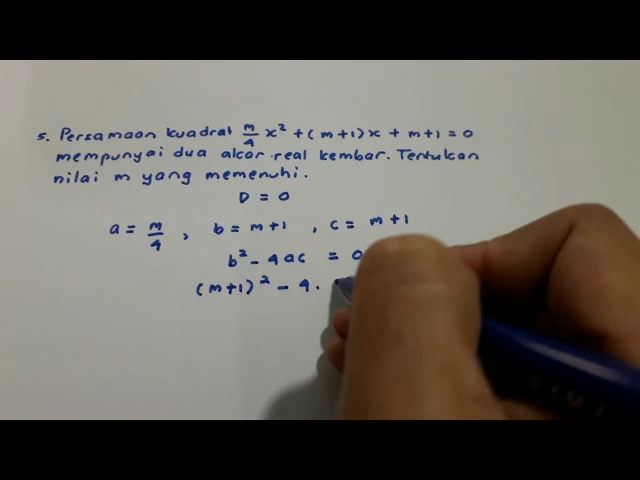 5. Persamaan kuadrat m/4 x² + (m+1)x + m+1 = 0
mempunyai dua akar real kembar. Tentukan
nilai m yang memenuhi.
D = 0
a = m/4 , b = m+1 , c = m+1
b² - 4ac = 0
(m+1)² - 4.